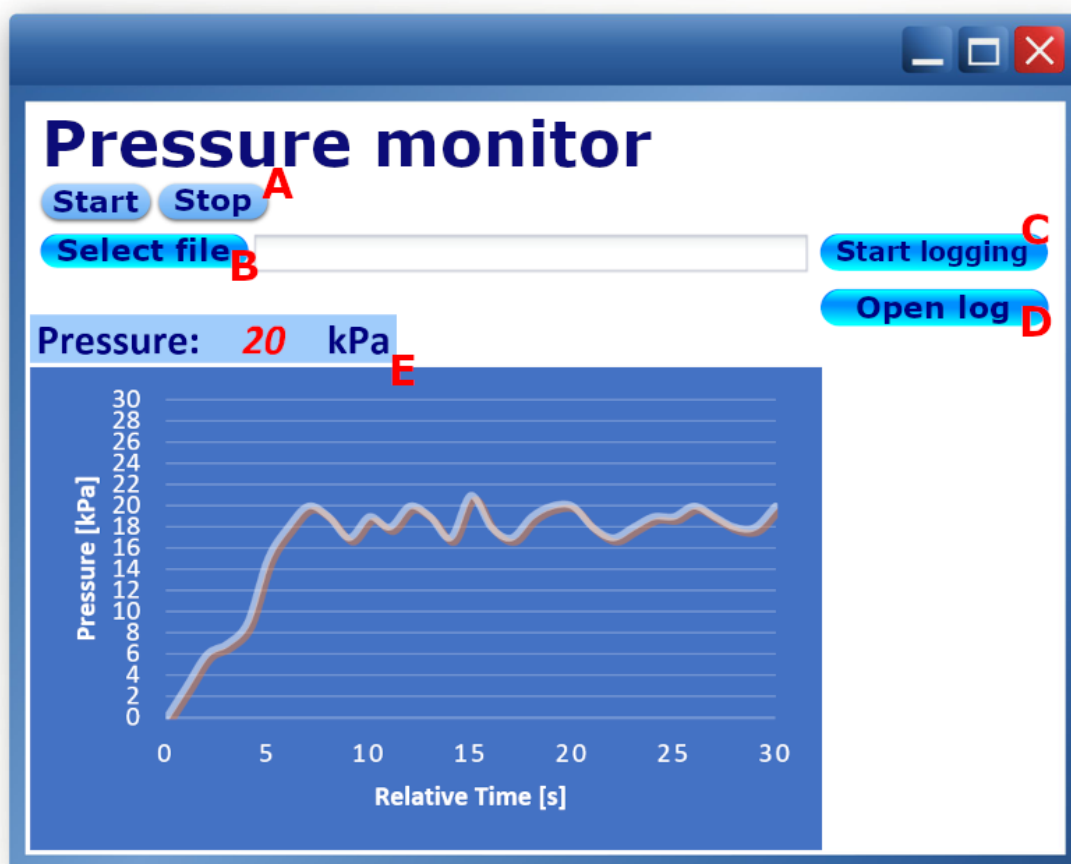 Pressure monitor
Start Stop A
Select file B Start logging C
Open log D
Pressure: 20 kPa E
30
28
26
24
22
20
18
16
14
12
10
8
6
4
2
0
Pressure [kPa]
0 5 10 15 20 25 30
Relative Time [s]